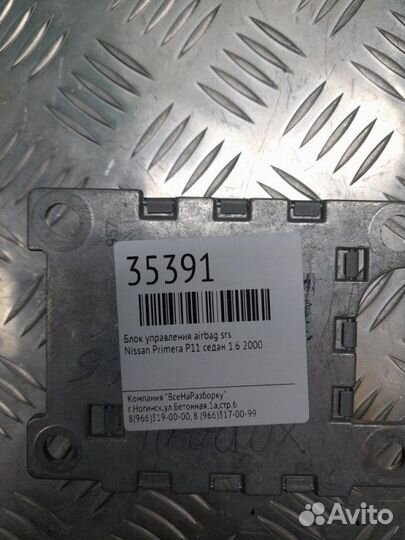 35391
Блок управления airbag srs
Nissan Primera P11 седан 1.6 2000
Компания "ВсеНаРазборку"
г.Ногинск,ул.Бетонная,1а,стр.6
8(966)319-00-00, 8 (966)317-00-99
Avito